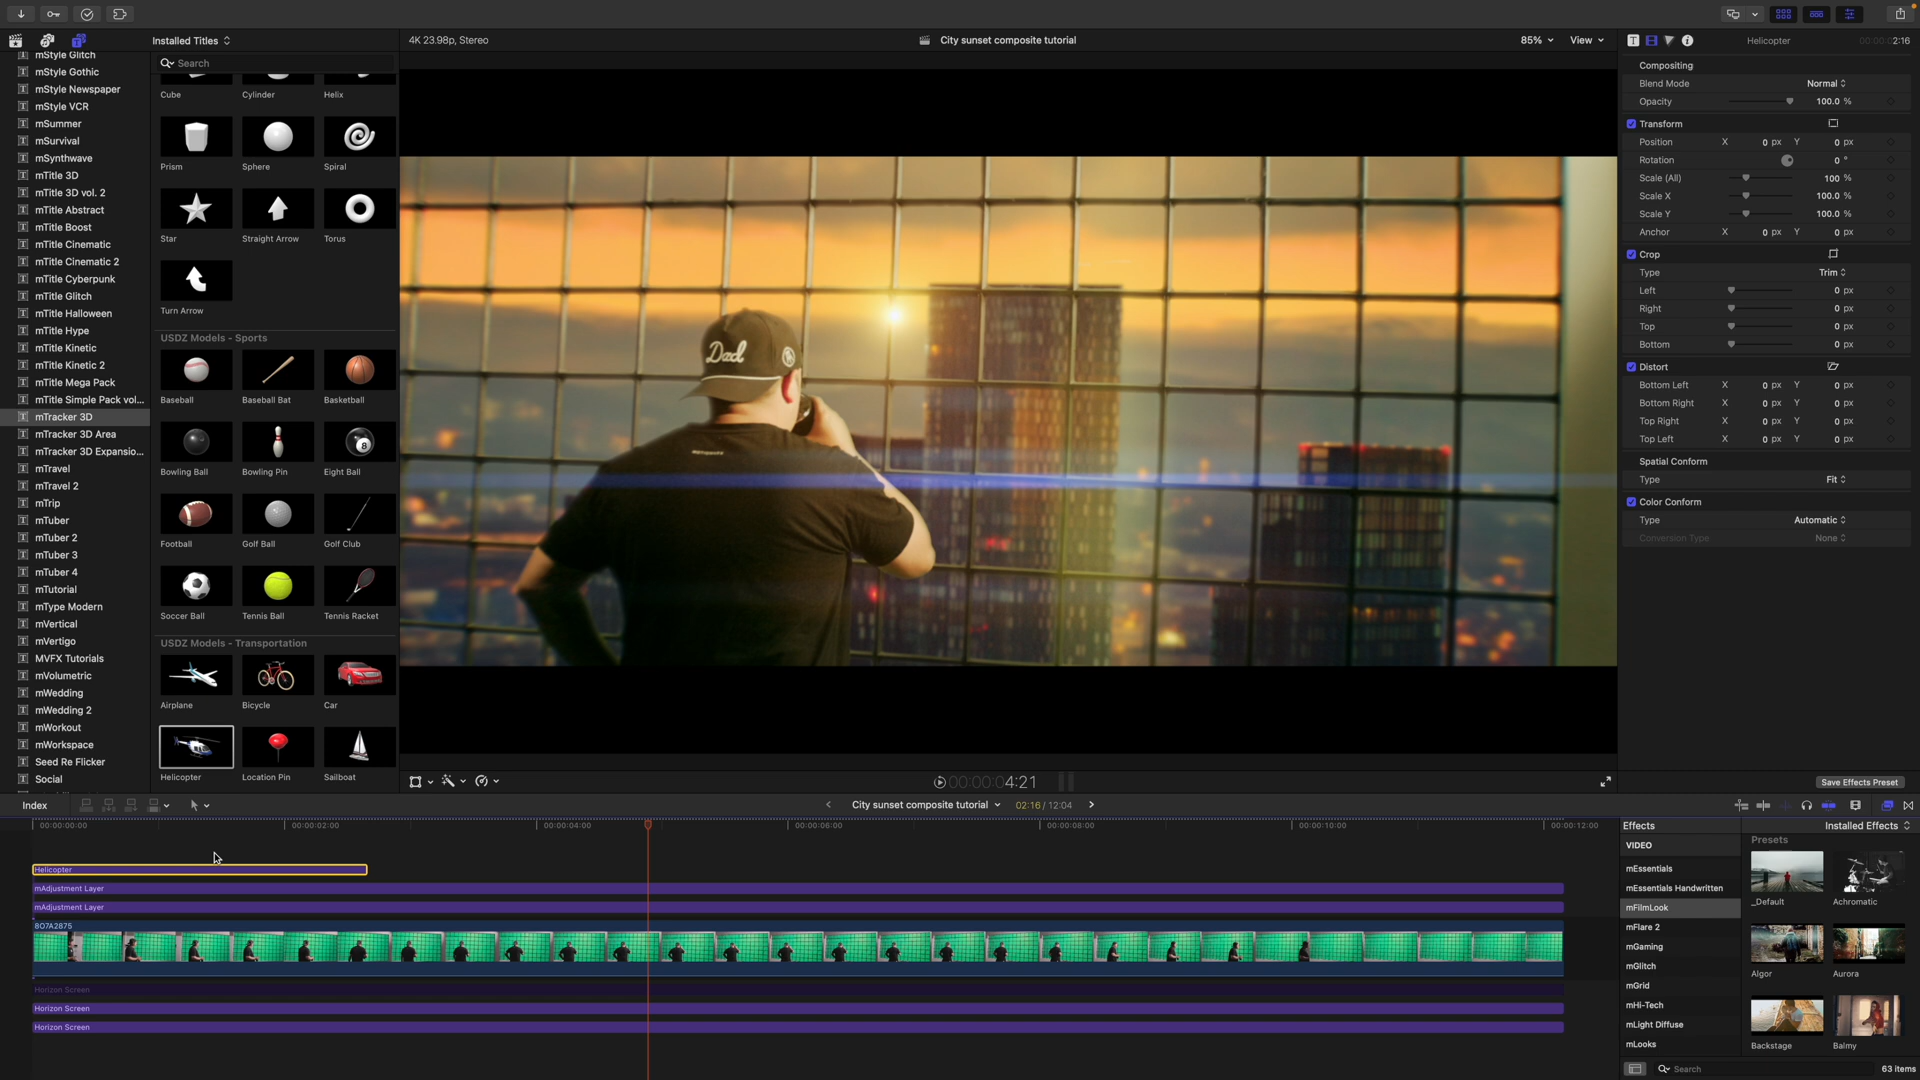 Installed Titles
4K 23.98p, Stereo
City sunset composite tutorial
85%
View
Helicopter
2:16
mStyle Glitch
mStyle Gothic
mStyle Newspaper
mStyle VCR
mSummer
mSurvival
mSynthwave
mTitle 3D
mTitle 3D vol. 2
mTitle Abstract
mTitle Boost
mTitle Cinematic
mTitle Cinematic 2
mTitle Cyberpunk
mTitle Glitch
mTitle Halloween
mTitle Hype
mTitle Kinetic
mTitle Kinetic 2
mTitle Mega Pack
mTitle Simple Pack vol...
mTracker 3D
mTracker 3D Area
mTracker 3D Expansio...
mTravel
mTravel 2
mTrip
mTuber
mTuber 2
mTuber 3
mTuber 4
mTutorial
mType Modern
mVertical
mVertigo
MVFX Tutorials
mVolumetric
mWedding
mWedding 2
mWorkout
mWorkspace
Seed Re Flicker
Social
Search
Cube
Cylinder
Helix
Prism
Sphere
Spiral
Star
Straight Arrow
Torus
Turn Arrow
USDZ Models - Sports
Baseball
Baseball Bat
Basketball
Bowling Ball
Bowling Pin
Eight Ball
8
Football
Golf Ball
Golf Club
Soccer Ball
Tennis Ball
Tennis Racket
USDZ Models - Transportation
Airplane
Bicycle
Car
Helicopter
Location Pin
Sailboat
Dad
00:00:04:21
Compositing
Blend Mode Normal
Opacity 100.0 %
Transform
Position X 0 px Y 0 px
Rotation 0 °
Scale (All) 100 %
Scale X 100.0 %
Scale Y 100.0 %
Anchor X 0 px Y 0 px
Crop
Type Trim
Left 0 px
Right 0 px
Top 0 px
Bottom 0 px
Distort
Bottom Left X 0 px Y 0 px
Bottom Right X 0 px Y 0 px
Top Right X 0 px Y 0 px
Top Left X 0 px Y 0 px
Spatial Conform
Type Fit
Color Conform
Type Automatic
Conversion Type None
Save Effects Preset
Index
City sunset composite tutorial
02:16 / 12:04
00:00:00:00
00:00:02:00
00:00:04:00
00:00:06:00
00:00:08:00
00:00:10:00
00:00:12:00
Helicopter
mAdjustment Layer
mAdjustment Layer
8O7A2875
Horizon Screen
Horizon Screen
Horizon Screen
Effects
Installed Effects
VIDEO
mEssentials
mEssentials Handwritten
mFilmLook
mFlare 2
mGaming
mGlitch
mGrid
mHi-Tech
mLight Diffuse
mLooks
Presets
_Default
Achromatic
Algor
Aurora
Backstage
Balmy
Search
63 items